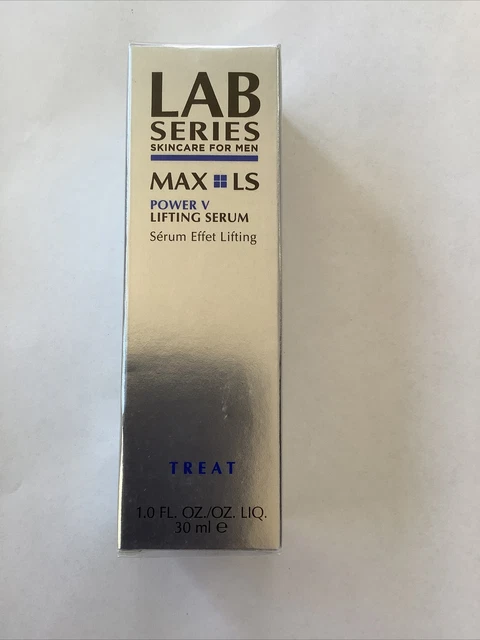 LAB
SERIES
SKINCARE FOR MEN
MAX LS
POWER V
LIFTING SERUM
Sérum Effet Lifting
TREAT
1.0 FL. OZ./OZ. LIQ.
30 ml ℮